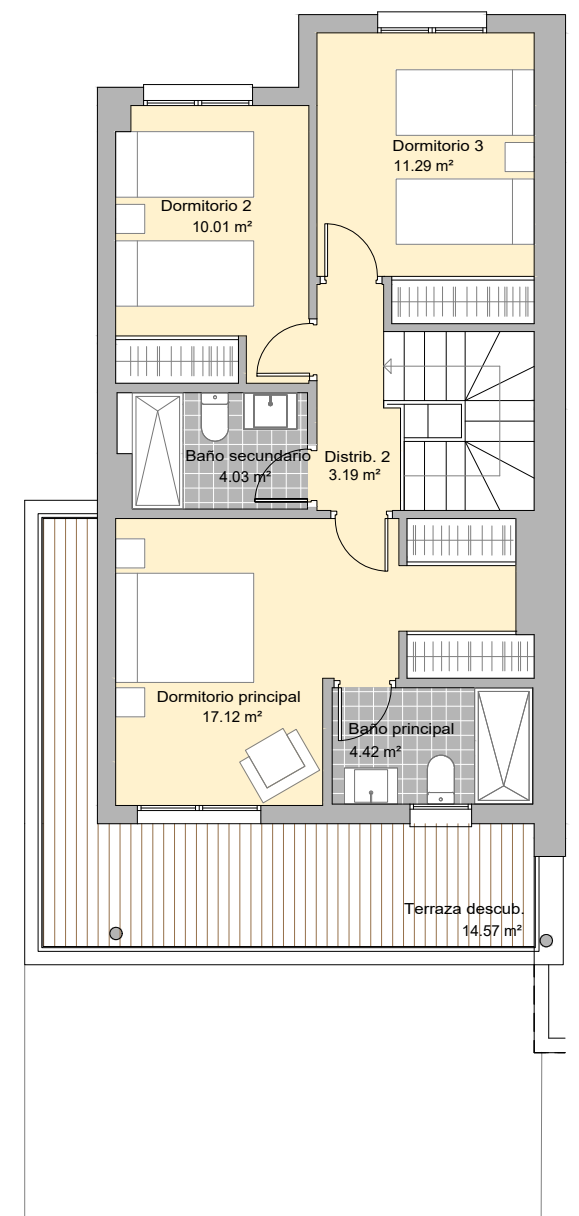 Dormitorio 3
11.29 m²
Dormitorio 2
10.01 m²
Baño secundario
4.03 m²
Distrib. 2
3.19 m²
Dormitorio principal
17.12 m²
Baño principal
4.42 m²
Terraza descub.
14.57 m²